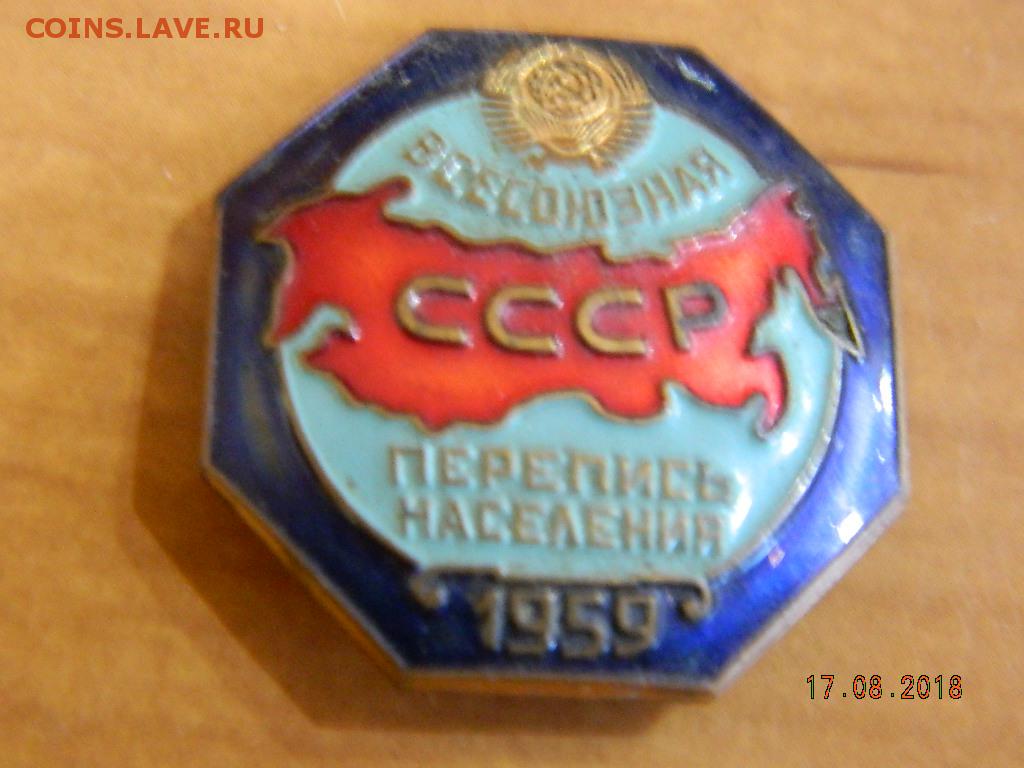 COINS.LAVE.RU
ВСЕСОЮЗНАЯ
СССР
ПЕРЕПИСЬ
НАСЕЛЕНИЯ
1959
17.08.2018